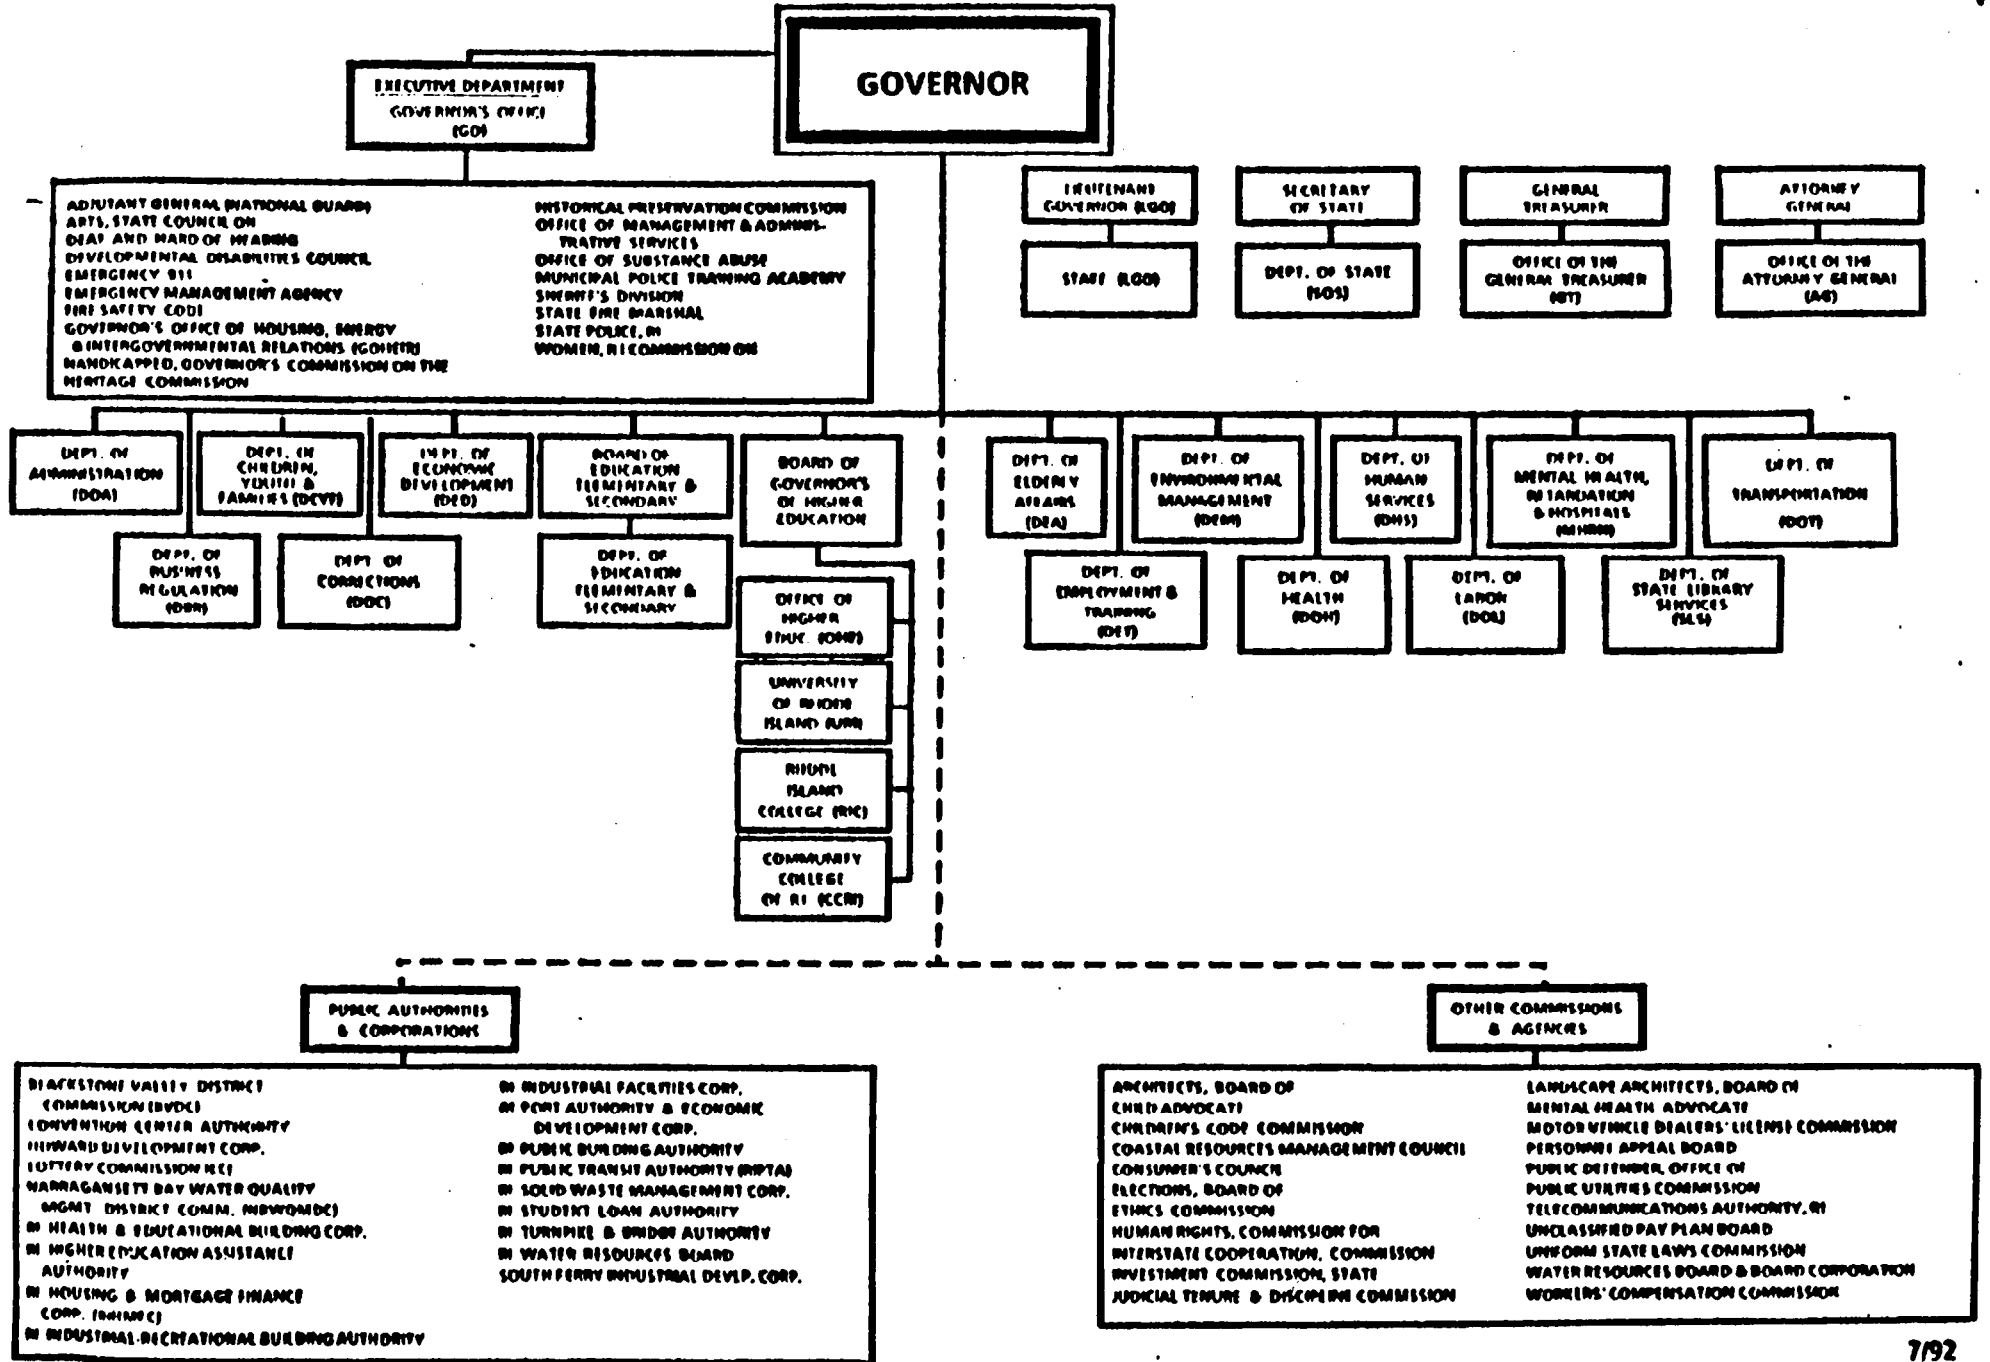 GOVERNOR
EXECUTIVE DEPARTMENT
GOVERNOR'S OFFICE
(GO)
ADJUTANT GENERAL (NATIONAL GUARD)
ARTS, STATE COUNCIL ON
DEAF AND HARD OF HEARING
DEVELOPMENTAL DISABILITIES COUNCIL
EMERGENCY 911
EMERGENCY MANAGEMENT AGENCY
FIRE SAFETY CODE
GOVERNOR'S OFFICE OF HOUSING, ENERGY
& INTERGOVERNMENTAL RELATIONS (GOHEIR)
HANDICAPPED, GOVERNOR'S COMMISSION ON THE
HERITAGE COMMISSION
HISTORICAL PRESERVATION COMMISSION
OFFICE OF MANAGEMENT & ADMINIS-
TRATIVE SERVICES
OFFICE OF SUBSTANCE ABUSE
MUNICIPAL POLICE TRAINING ACADEMY
SHERIFF'S DIVISION
STATE FIRE MARSHAL
STATE POLICE, RI
WOMEN, RI COMMISSION ON
LIEUTENANT
GOVERNOR (LGO)
STAFF (LGO)
SECRETARY
OF STATE
DEPT. OF STATE
(SOS)
GENERAL
TREASURER
OFFICE OF THE
GENERAL TREASURER
(GT)
ATTORNEY
GENERAL
OFFICE OF THE
ATTORNEY GENERAL
(AG)
DEPT. OF
ADMINISTRATION
(DOA)
DEPT. OF
CHILDREN,
YOUTH &
FAMILIES (DCYF)
DEPT. OF
ECONOMIC
DEVELOPMENT
(DED)
BOARD OF
EDUCATION
ELEMENTARY &
SECONDARY
BOARD OF
GOVERNOR'S
OF HIGHER
EDUCATION
DEPT. OF
ELDERLY
AFFAIRS
(DEA)
DEPT. OF
ENVIRONMENTAL
MANAGEMENT
(DEM)
DEPT. OF
HUMAN
SERVICES
(DHS)
DEPT. OF
MENTAL HEALTH,
RETARDATION
& HOSPITALS
(MHRH)
DEPT. OF
TRANSPORTATION
(DOT)
DEPT. OF
BUSINESS
REGULATION
(DBR)
DEPT. OF
CORRECTIONS
(DOC)
DEPT. OF
EDUCATION
ELEMENTARY &
SECONDARY
DEPT. OF
EMPLOYMENT &
TRAINING
(DET)
DEPT. OF
HEALTH
(DOH)
DEPT. OF
LABOR
(DOL)
DEPT. OF
STATE LIBRARY
SERVICES
(SLS)
OFFICE OF
HIGHER
EDUC. (OHE)
UNIVERSITY
OF RHODE
ISLAND (URI)
RHODE
ISLAND
COLLEGE (RIC)
COMMUNITY
COLLEGE
OF RI (CCRI)
PUBLIC AUTHORITIES
& CORPORATIONS
BLACKSTONE VALLEY DISTRICT
COMMISSION (BVDC)
CONVENTION CENTER AUTHORITY
HOWARD DEVELOPMENT CORP.
LOTTERY COMMISSION
NARRAGANSETT BAY WATER QUALITY
MGMT. DISTRICT COMM. (NBWQMDC)
RI HEALTH & EDUCATIONAL BUILDING CORP.
RI HIGHER EDUCATION ASSISTANCE
AUTHORITY
RI HOUSING & MORTGAGE FINANCE
CORP. (RIHMFC)
RI INDUSTRIAL-RECREATIONAL BUILDING AUTHORITY
RI INDUSTRIAL FACILITIES CORP.
RI PORT AUTHORITY & ECONOMIC
DEVELOPMENT CORP.
RI PUBLIC BUILDING AUTHORITY
RI PUBLIC TRANSIT AUTHORITY (RIPTA)
RI SOLID WASTE MANAGEMENT CORP.
RI STUDENT LOAN AUTHORITY
RI TURNPIKE & BRIDGE AUTHORITY
RI WATER RESOURCES BOARD
SOUTH FERRY INDUSTRIAL DEVLP. CORP.
OTHER COMMISSIONS
& AGENCIES
ARCHITECTS, BOARD OF
CHILD ADVOCATE
CHILDREN'S CODE COMMISSION
COASTAL RESOURCES MANAGEMENT COUNCIL
CONSUMER'S COUNCIL
ELECTIONS, BOARD OF
ETHICS COMMISSION
HUMAN RIGHTS, COMMISSION FOR
INTERSTATE COOPERATION, COMMISSION
INVESTMENT COMMISSION, STATE
JUDICIAL TENURE & DISCIPLINE COMMISSION
LANDSCAPE ARCHITECTS, BOARD OF
MENTAL HEALTH ADVOCATE
MOTOR VEHICLE DEALERS' LICENSE COMMISSION
PERSONNEL APPEAL BOARD
PUBLIC DEFENDER, OFFICE OF
PUBLIC UTILITIES COMMISSION
TELECOMMUNICATIONS AUTHORITY, RI
UNCLASSIFIED PAY PLAN BOARD
UNIFORM STATE LAWS COMMISSION
WATER RESOURCES BOARD & BOARD CORPORATION
WORKERS' COMPENSATION COMMISSION
7/92